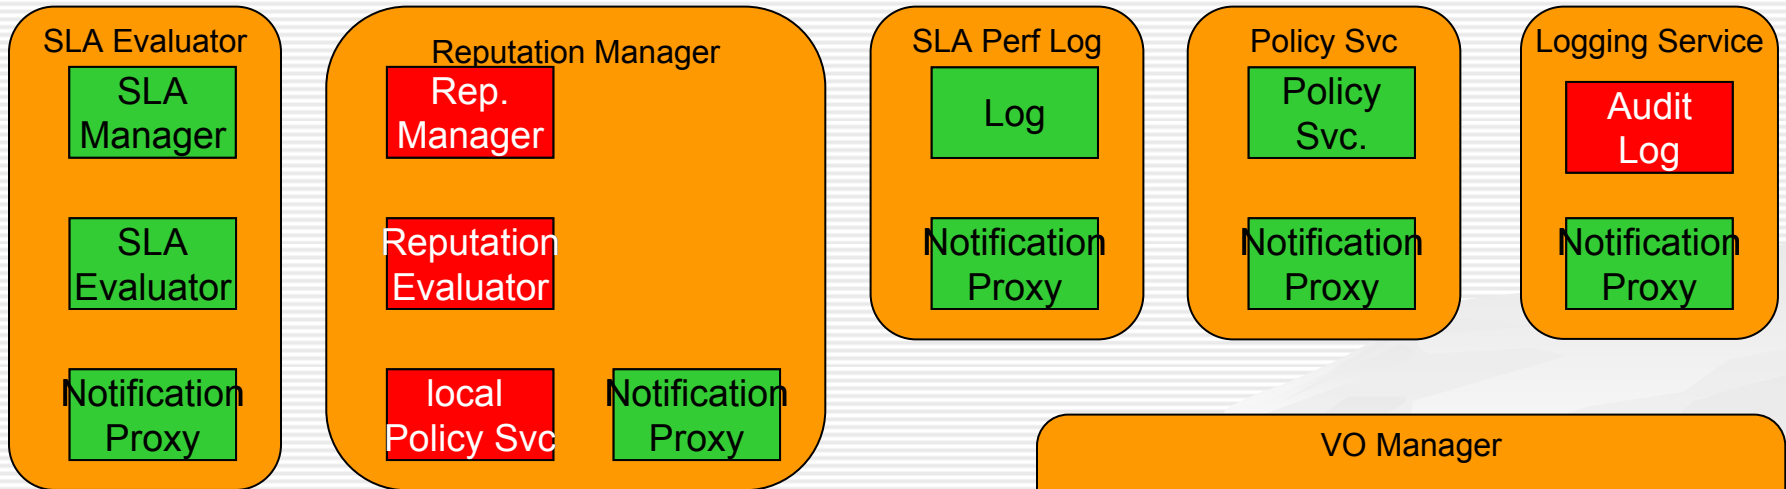 SLA Evaluator
SLA
Manager
SLA
Evaluator
Notification
Proxy
Reputation Manager
Rep.
Manager
Reputation
Evaluator
local
Policy Svc
Notification
Proxy
SLA Perf Log
Log
Notification
Proxy
Policy Svc
Policy
Svc.
Notification
Proxy
Logging Service
Audit
Log
Notification
Proxy
VO Manager